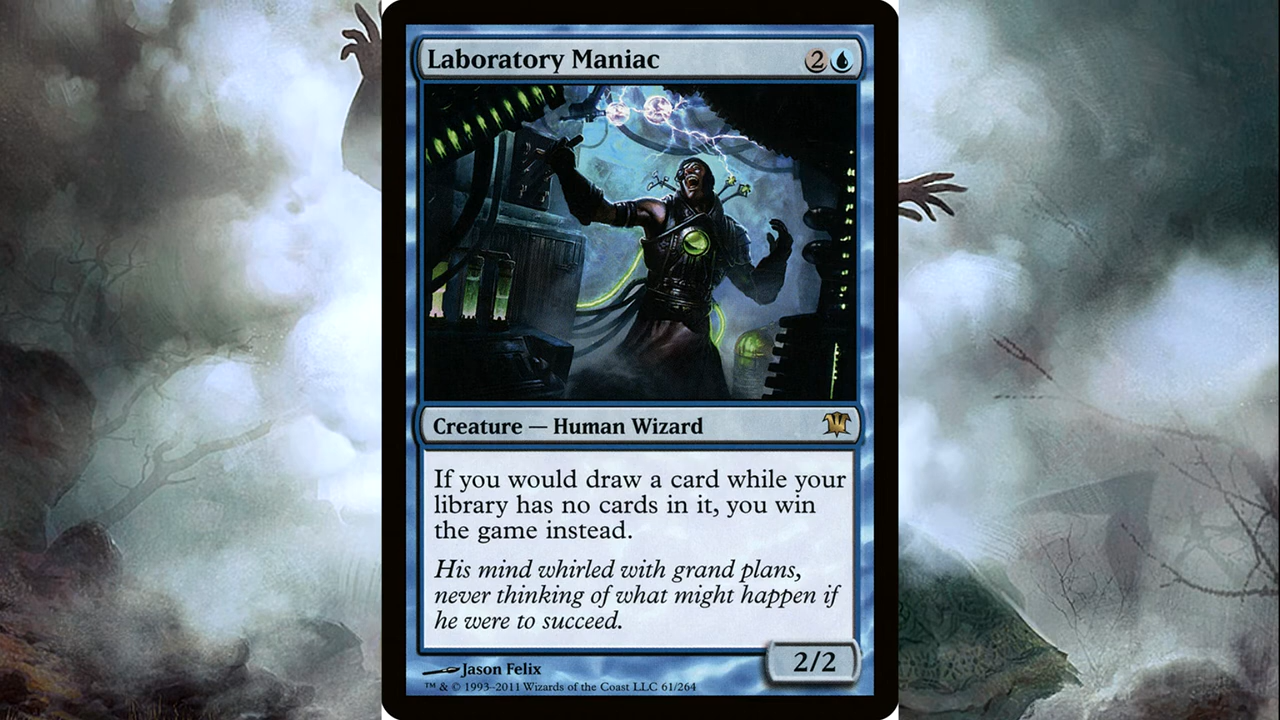 Laboratory Maniac
2
Creature — Human Wizard
If you would draw a card while your
library has no cards in it, you win
the game instead.
His mind whirled with grand plans,
never thinking of what might happen if
he were to succeed.
2/2
Jason Felix
™ & © 1993–2011 Wizards of the Coast LLC 61/264